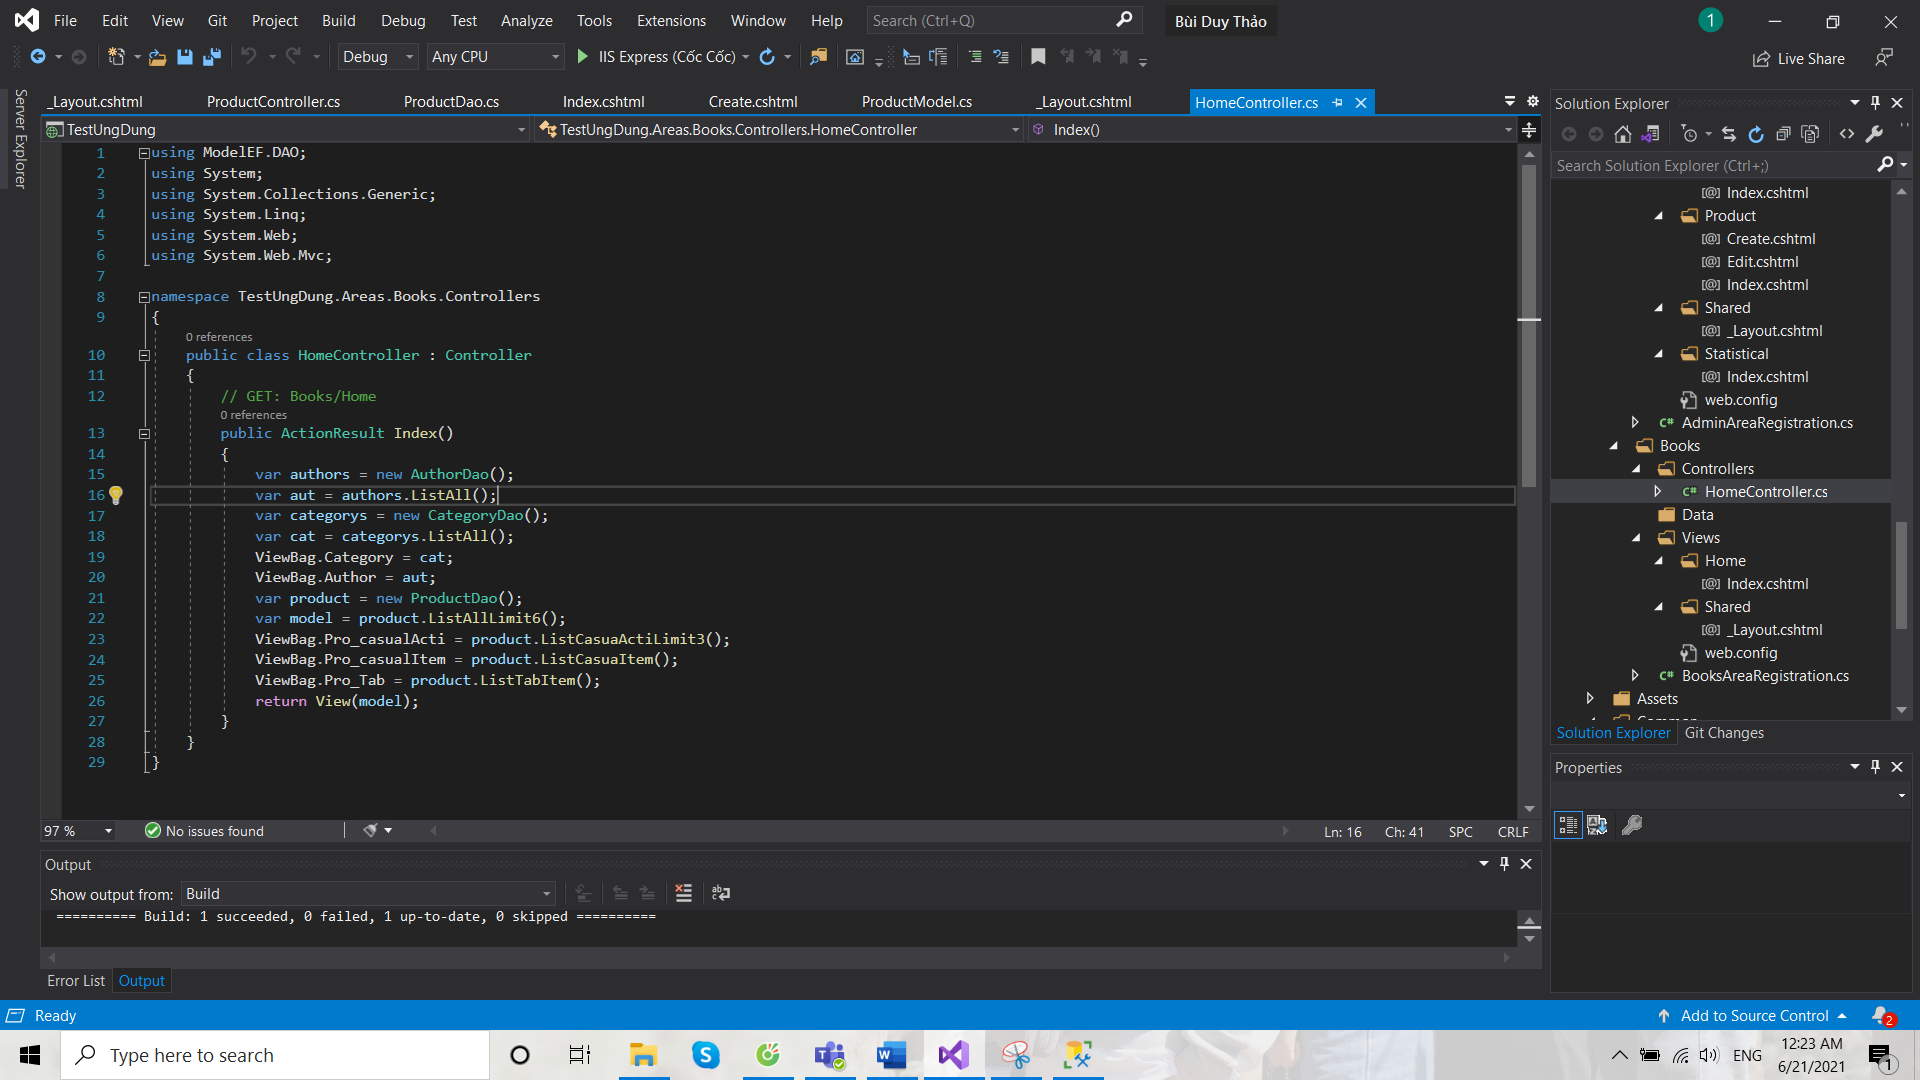 File Edit View Git Project Build Debug Test Analyze Tools Extensions Window Help Search (Ctrl+Q) Bùi Duy Thảo 1
Debug Any CPU IIS Express (Cốc Cốc) Live Share
Server Explorer
_Layout.cshtml ProductController.cs ProductDao.cs Index.cshtml Create.cshtml ProductModel.cs _Layout.cshtml HomeController.cs
TestUngDung TestUngDung.Areas.Books.Controllers.HomeController Index()
1 using ModelEF.DAO;
2 using System;
3 using System.Collections.Generic;
4 using System.Linq;
5 using System.Web;
6 using System.Web.Mvc;
7
8 namespace TestUngDung.Areas.Books.Controllers
9 {
0 references
10 public class HomeController : Controller
11 {
12 // GET: Books/Home
0 references
13 public ActionResult Index()
14 {
15 var authors = new AuthorDao();
16 var aut = authors.ListAll();
17 var categorys = new CategoryDao();
18 var cat = categorys.ListAll();
19 ViewBag.Category = cat;
20 ViewBag.Author = aut;
21 var product = new ProductDao();
22 var model = product.ListAllLimit6();
23 ViewBag.Pro_casualActi = product.ListCasuaActiLimit3();
24 ViewBag.Pro_casualItem = product.ListCasuaItem();
25 ViewBag.Pro_Tab = product.ListTabItem();
26 return View(model);
27 }
28 }
29 }
97 % No issues found Ln: 16 Ch: 41 SPC CRLF
Output
Show output from: Build
========== Build: 1 succeeded, 0 failed, 1 up-to-date, 0 skipped ==========
Error List Output
Solution Explorer
Search Solution Explorer (Ctrl+;)
Index.cshtml
Product
Create.cshtml
Edit.cshtml
Index.cshtml
Shared
_Layout.cshtml
Statistical
Index.cshtml
web.config
C# AdminAreaRegistration.cs
Books
Controllers
C# HomeController.cs
Data
Views
Home
Index.cshtml
Shared
_Layout.cshtml
web.config
C# BooksAreaRegistration.cs
Assets
Solution Explorer Git Changes
Properties
Ready Add to Source Control 2
Type here to search ENG 12:23 AM
6/21/2021 1